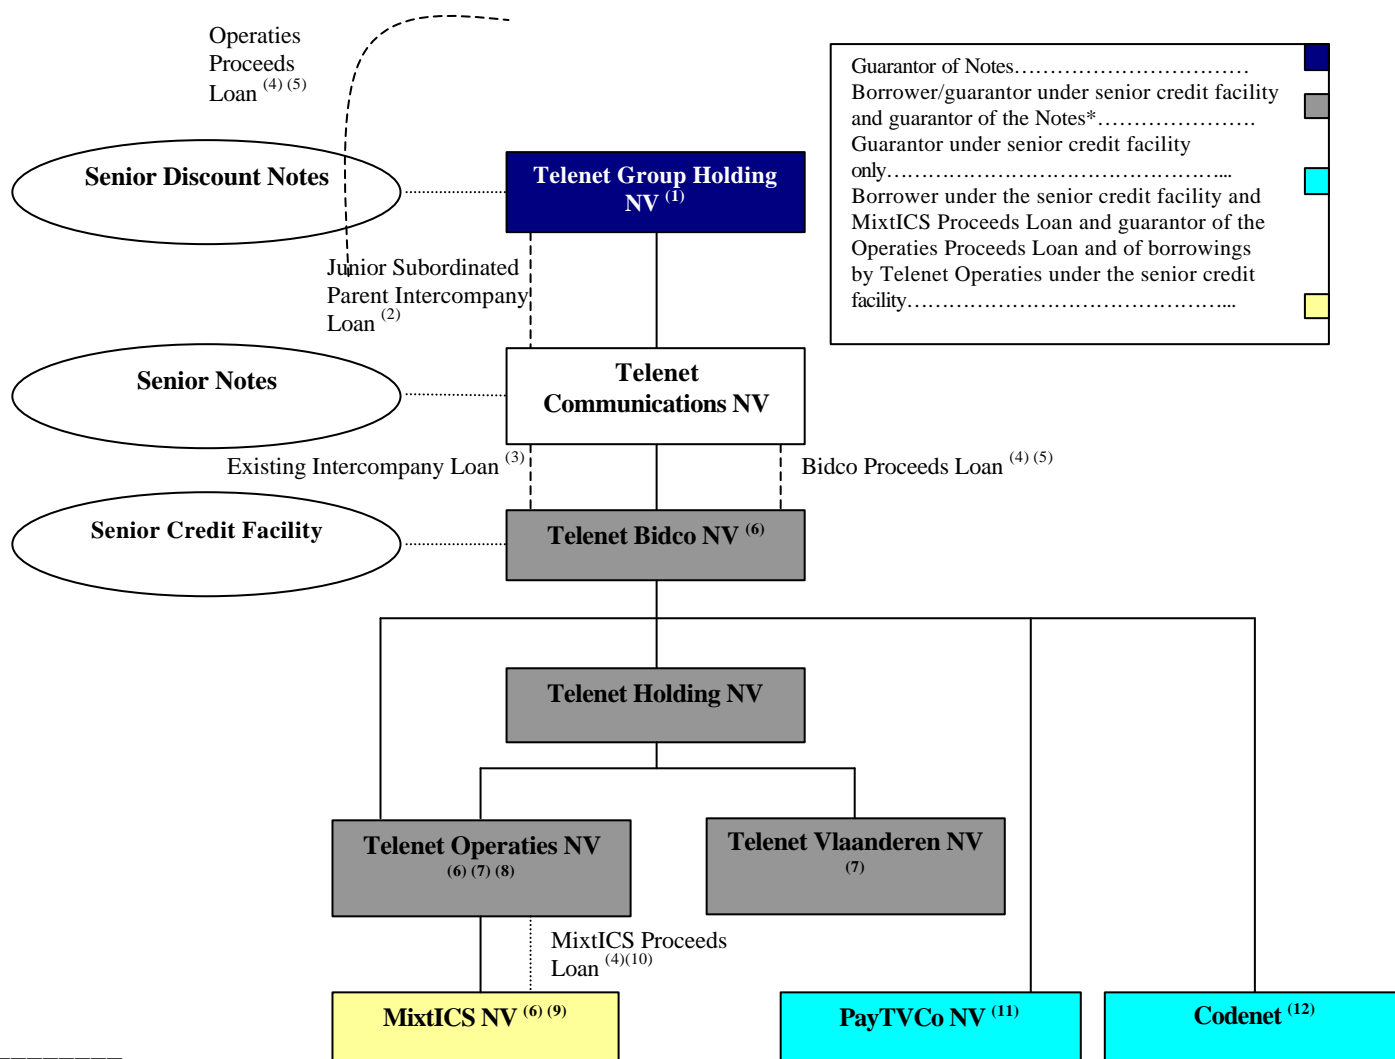 Operaties
Proceeds
Loan (4) (5)
Guarantor of Notes……………………………
Borrower/guarantor under senior credit facility
and guarantor of the Notes*………………….
Guarantor under senior credit facility
only………………………………………...
Borrower under the senior credit facility and
MixtICS Proceeds Loan and guarantor of the
Operaties Proceeds Loan and of borrowings
by Telenet Operaties under the senior credit
facility………………………………………...
Senior Discount Notes
Telenet Group Holding
NV (1)
Junior Subordinated
Parent Intercompany
Loan (2)
Senior Notes
Telenet
Communications NV
Existing Intercompany Loan (3)
Bidco Proceeds Loan (4) (5)
Senior Credit Facility
Telenet Bidco NV (6)
Telenet Holding NV
Telenet Operaties NV
(6) (7) (8)
Telenet Vlaanderen NV
(7)
MixtICS Proceeds
Loan (4)(10)
MixtICS NV (6) (9)
PayTVCo NV (11)
Codenet (12)